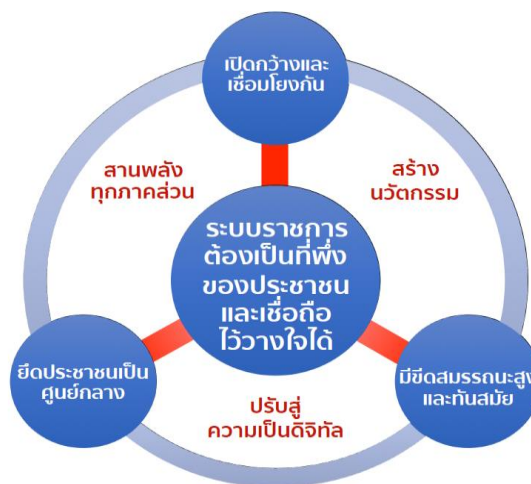 เปิดกว้างและ
เชื่อมโยงกัน
สานพลัง
ทุกภาคส่วน
สร้าง
นวัตกรรม
ระบบราชการ
ต้องเป็นที่พึ่ง
ของประชาชน
และเชื่อถือ
ไว้วางใจได้
ยึดประชาชนเป็น
ศูนย์กลาง
มีขีดสมรรถนะสูง
และทันสมัย
ปรับสู่
ความเป็นดิจิทัล